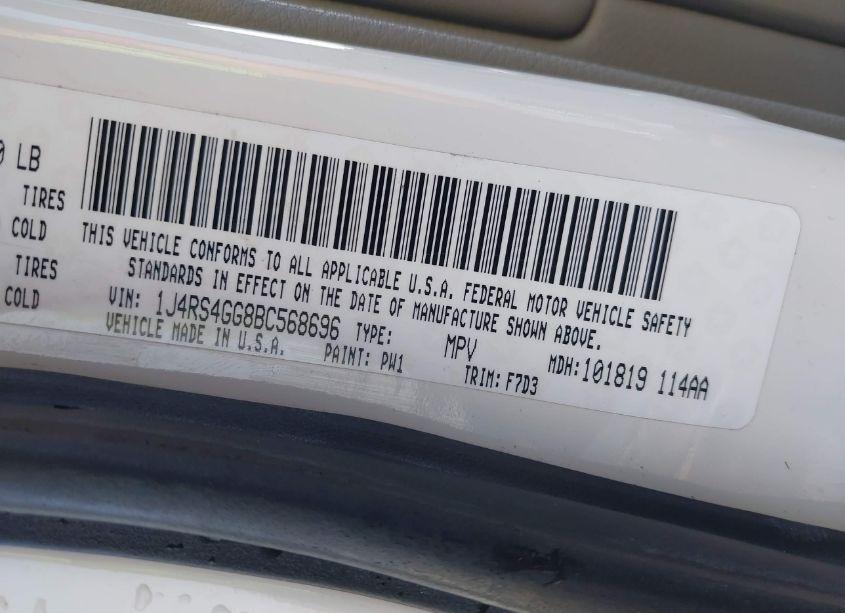 0 LB
TIRES
COLD
TIRES
COLD
THIS VEHICLE CONFORMS TO ALL APPLICABLE U.S.A. FEDERAL MOTOR VEHICLE SAFETY
STANDARDS IN EFFECT ON THE DATE OF MANUFACTURE SHOWN ABOVE.
VIN: 1J4RS4GG8BC568696 TYPE: MPV MDH:101819 114AA
VEHICLE MADE IN U.S.A. PAINT: PW1 TRIM: F7D3